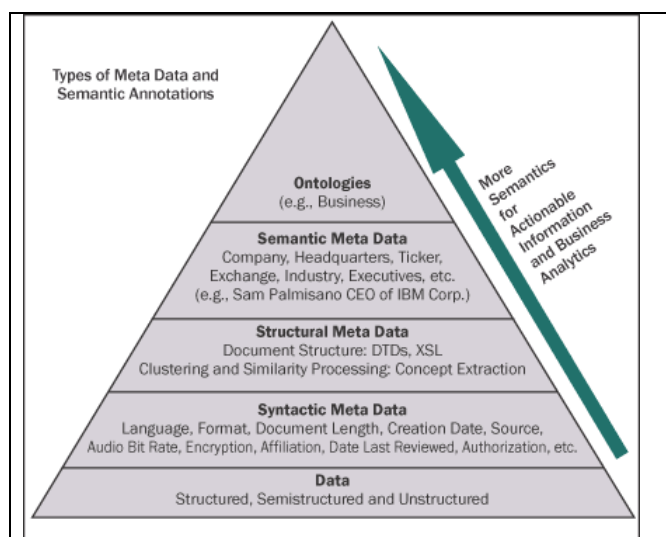 Types of Meta Data and
Semantic Annotations
Ontologies
(e.g., Business)
Semantic Meta Data
Company, Headquarters, Ticker,
Exchange, Industry, Executives, etc.
(e.g., Sam Palmisano CEO of IBM Corp.)
Structural Meta Data
Document Structure: DTDs, XSL
Clustering and Similarity Processing: Concept Extraction
Syntactic Meta Data
Language, Format, Document Length, Creation Date, Source,
Audio Bit Rate, Encryption, Affiliation, Date Last Reviewed, Authorization, etc.
Data
Structured, Semistructured and Unstructured
More
Semantics
for
Actionable
Information
and Business
Analytics